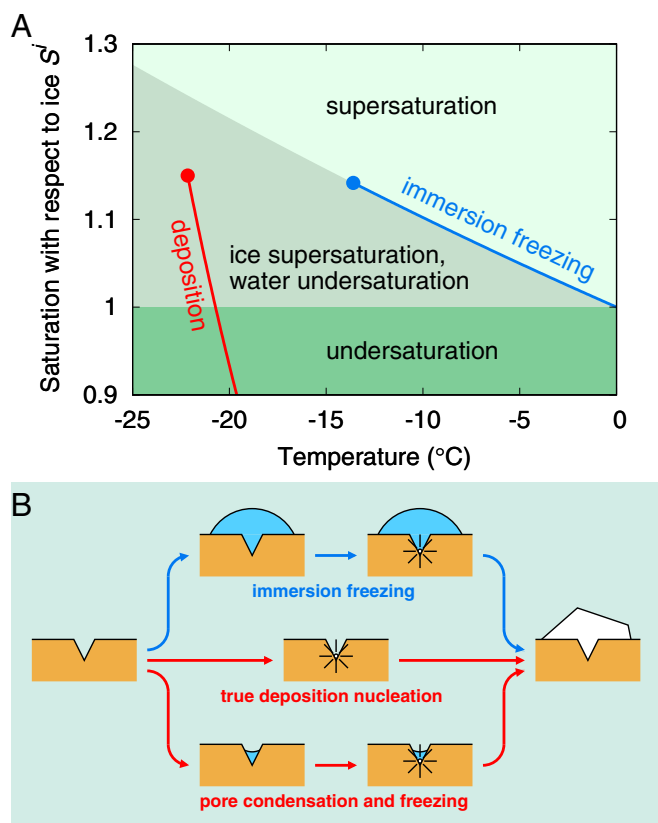 A
Saturation with respect to ice Sⁱ
1.3
1.2
1.1
1
0.9
supersaturation
immersion freezing
deposition
ice supersaturation,
water undersaturation
undersaturation
-25
-20
-15
-10
-5
0
Temperature (°C)
B
immersion freezing
true deposition nucleation
pore condensation and freezing